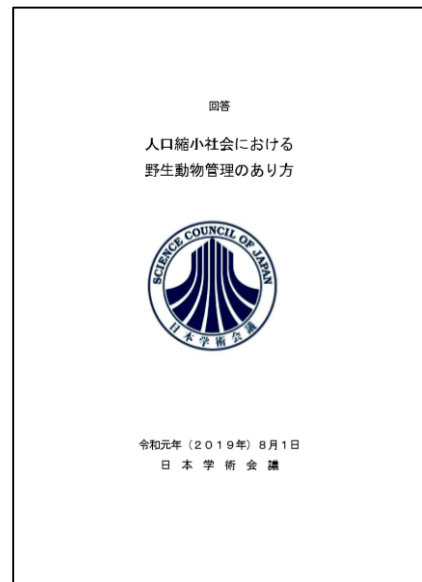 回答
人口縮小社会における
野生動物管理のあり方
SCIENCE COUNCIL OF JAPAN
日本学術会議
令和元年（２０１９年）８月１日
日 本 学 術 会 議